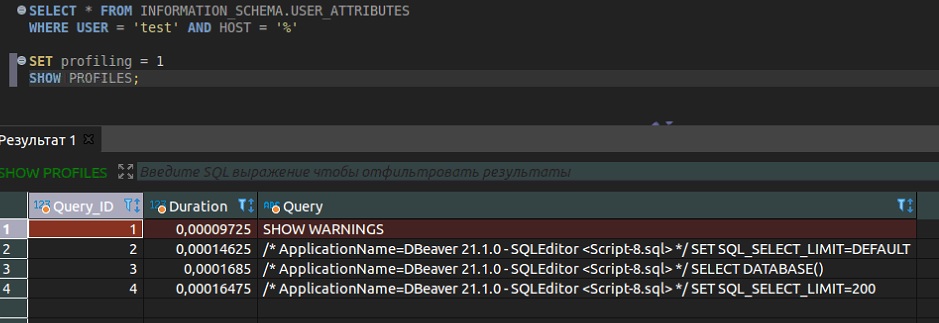 SELECT * FROM INFORMATION_SCHEMA.USER_ATTRIBUTES
WHERE USER = 'test' AND HOST = '%'
SET profiling = 1
SHOW PROFILES;
Результат 1
SHOW PROFILES Введите SQL выражение чтобы отфильтровать результаты
123 Query_ID 123 Duration ABC Query
1 1 0,00009725 SHOW WARNINGS
2 2 0,00014625 /* ApplicationName=DBeaver 21.1.0 - SQLEditor <Script-8.sql> */ SET SQL_SELECT_LIMIT=DEFAULT
3 3 0,0001685 /* ApplicationName=DBeaver 21.1.0 - SQLEditor <Script-8.sql> */ SELECT DATABASE()
4 4 0,00016475 /* ApplicationName=DBeaver 21.1.0 - SQLEditor <Script-8.sql> */ SET SQL_SELECT_LIMIT=200